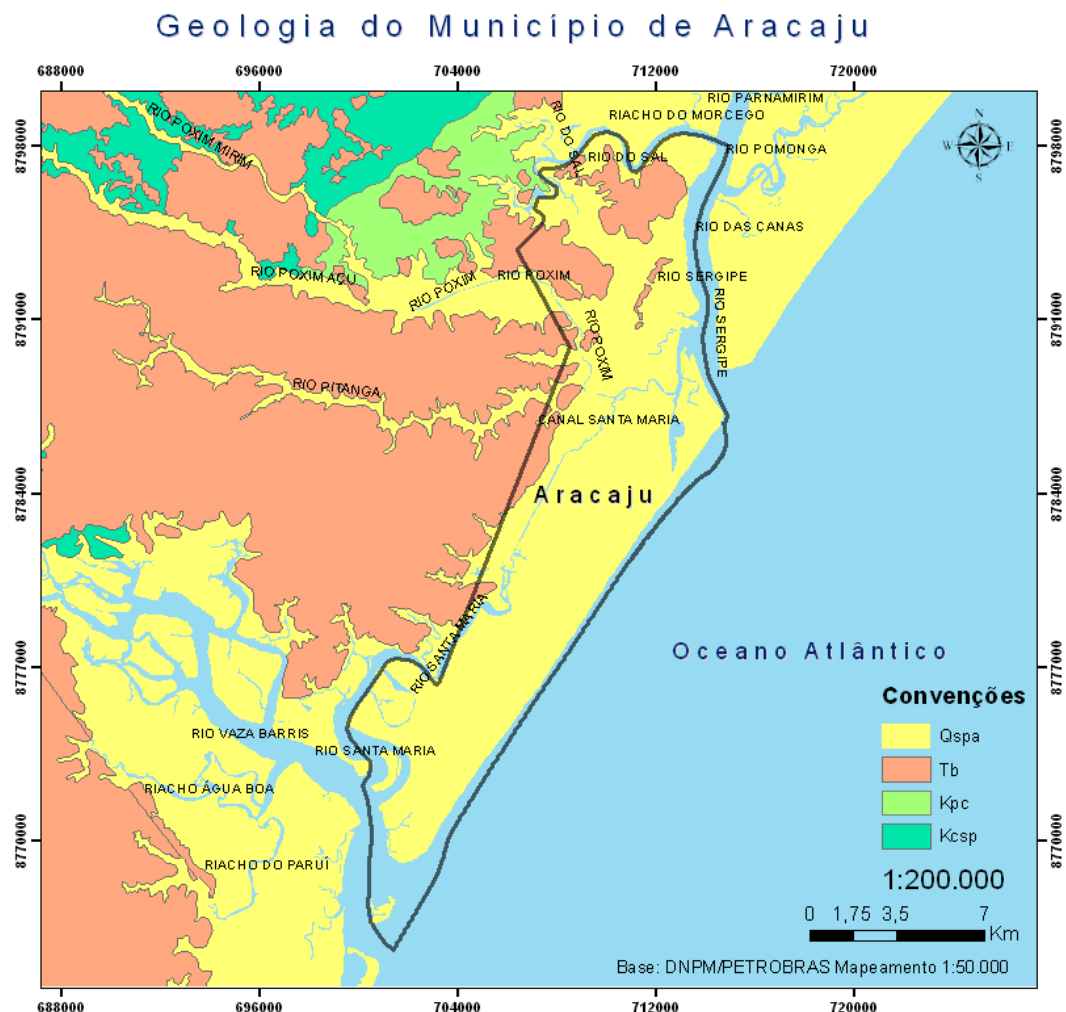 Geologia do Município de Aracaju
688000
696000
704000
712000
720000
RIO PARNAMIRIM
RIACHO DO MORCEGO
RIO DO SAL
RIO POXIM MIRIM
8798000
8798000
N
W
E
S
RIO POMONGA
RIO DO SAL
RIO DAS CANAS
RIO POXIM AÇU
RIO POXIM
RIO POXIM
RIO SERGIPE
8791000
8791000
RIO POXIM
RIO SERGIPE
RIO PITANGA
CANAL SANTA MARIA
8784000
Aracaju
8784000
RIO SANTA MARIA
8777000
Oceano Atlântico
8777000
Convenções
RIO VAZA BARRIS
Qspa
RIO SANTA MARIA
Tb
RIACHO ÁGUA BOA
Kpc
8770000
Kcsp
8770000
RIACHO DO PARUÍ
1:200.000
0 1,75 3,5 7
Km
Base: DNPM/PETROBRAS Mapeamento 1:50.000
688000
696000
704000
712000
720000